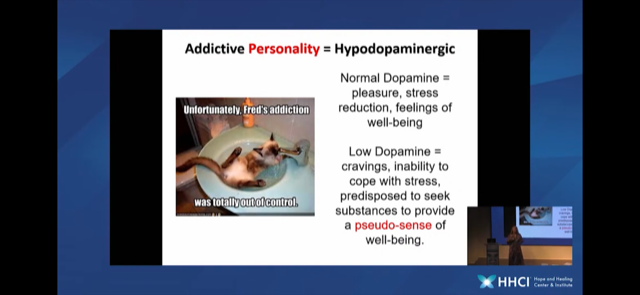 Addictive Personality = Hypodopaminergic
Unfortunately, Fred's addiction
was totally out of control.
Normal Dopamine =
pleasure, stress
reduction, feelings of
well-being
Low Dopamine =
cravings, inability to
cope with stress,
predisposed to seek
substances to provide
a pseudo-sense of
well-being.
HHCI
Hope and Healing
Center & Institute